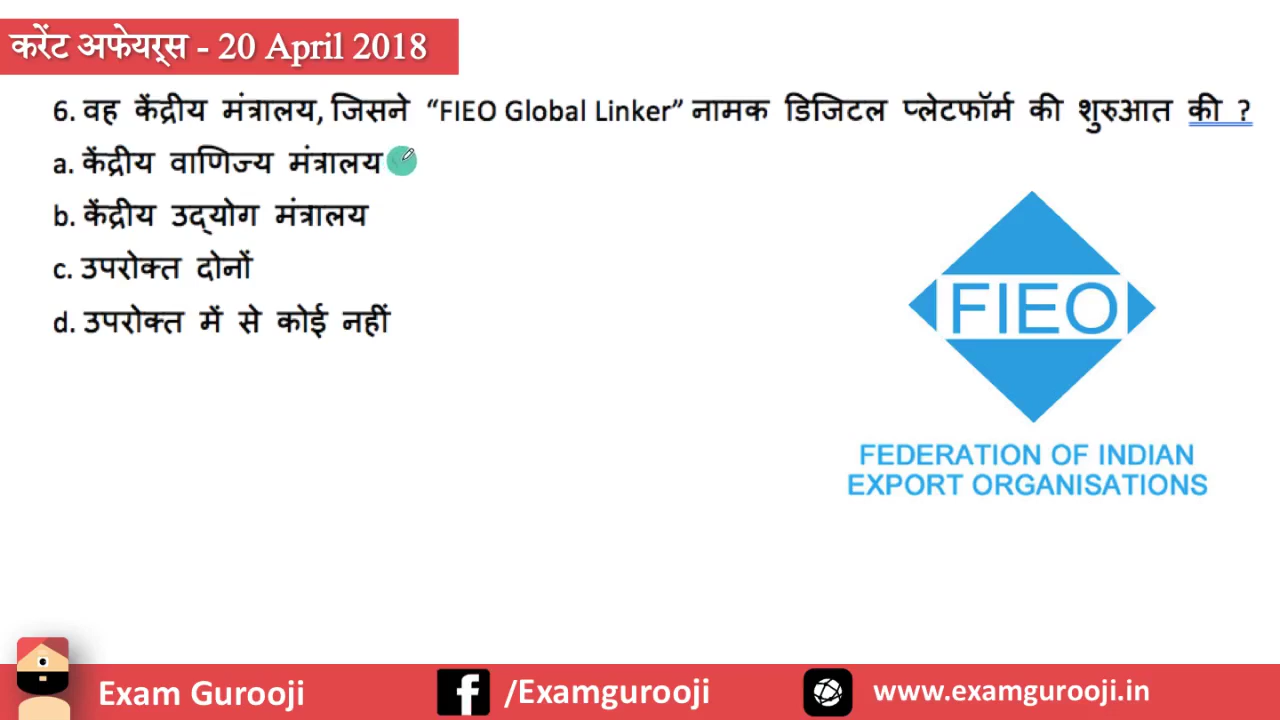 करेंट अफेयर्स - 20 April 2018
6. वह केंद्रीय मंत्रालय, जिसने “FIEO Global Linker” नामक डिजिटल प्लेटफॉर्म की शुरुआत की ?
a. केंद्रीय वाणिज्य मंत्रालय
b. केंद्रीय उद्योग मंत्रालय
c. उपरोक्त दोनों
d. उपरोक्त में से कोई नहीं
FIEO
FEDERATION OF INDIAN
EXPORT ORGANISATIONS
Exam Gurooji
/Examgurooji
www.examgurooji.in